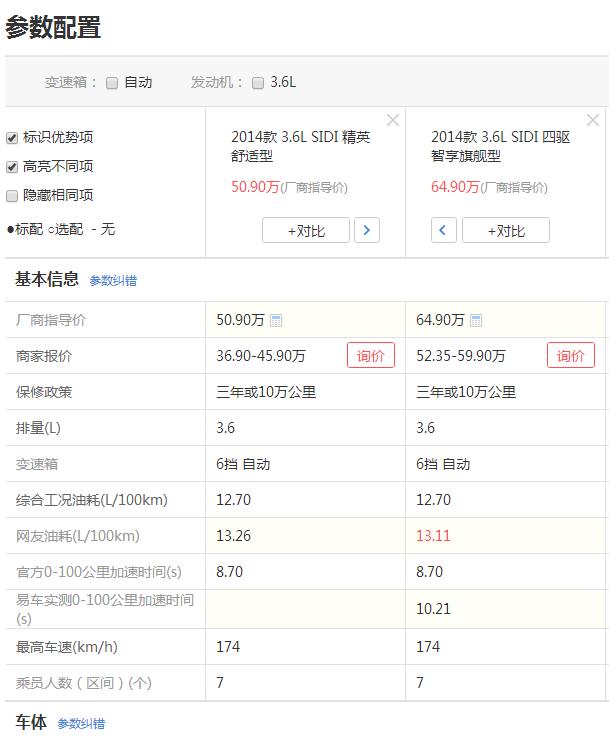 参数配置
变速箱： 自动 发动机： 3.6L
标识优势项
高亮不同项
隐藏相同项
●标配 ○选配 - 无
2014款 3.6L SIDI 精英
舒适型
50.90万(厂商指导价)
+对比
2014款 3.6L SIDI 四驱
智享旗舰型
64.90万(厂商指导价)
+对比
基本信息 参数纠错
厂商指导价 50.90万 64.90万
商家报价 36.90-45.90万 询价 52.35-59.90万 询价
保修政策 三年或10万公里 三年或10万公里
排量(L) 3.6 3.6
变速箱 6挡 自动 6挡 自动
综合工况油耗(L/100km) 12.70 12.70
网友油耗(L/100km) 13.26 13.11
官方0-100公里加速时间(s) 8.70 8.70
易车实测0-100公里加速时间
(s) 10.21
最高车速(km/h) 174 174
乘员人数（区间）(个) 7 7
车体 参数纠错